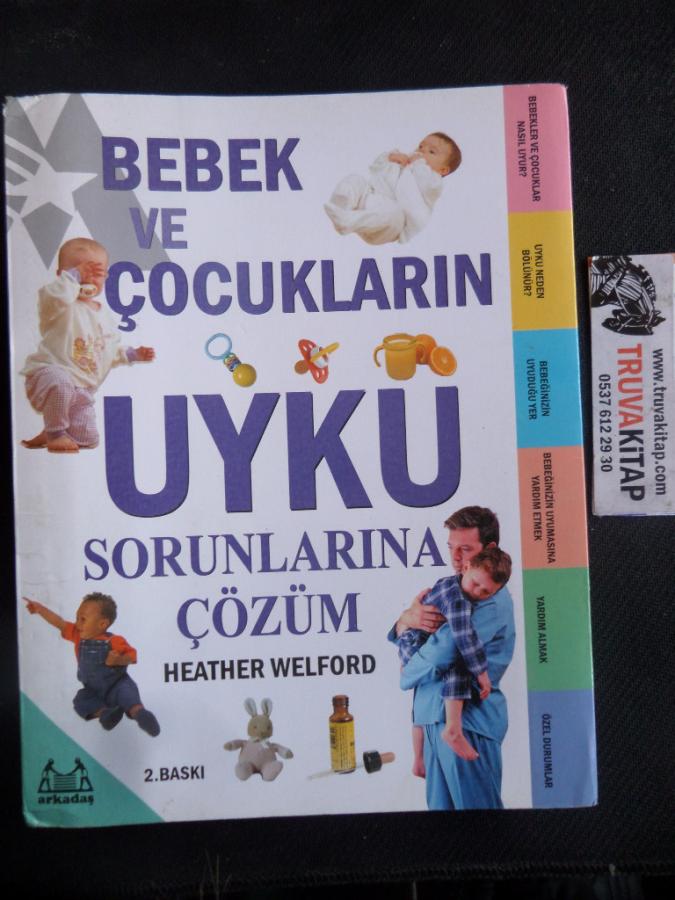 BEBEK
VE
ÇOCUKLARIN
UYKU
SORUNLARINA
ÇÖZÜM
HEATHER WELFORD
2.BASKI
arkadaş
BEBEKLER VE ÇOCUKLAR
NASIL UYUR?
UYKU NEDEN
BÖLÜNÜR?
BEBEĞİNİZİN
UYUDUĞU YER
BEBEĞİNİZİN UYUMASINA
YARDIM ETMEK
YARDIM ALMAK
ÖZEL DURUMLAR
www.truvakitap.com
TRUVAKİTAP
0537 612 29 30